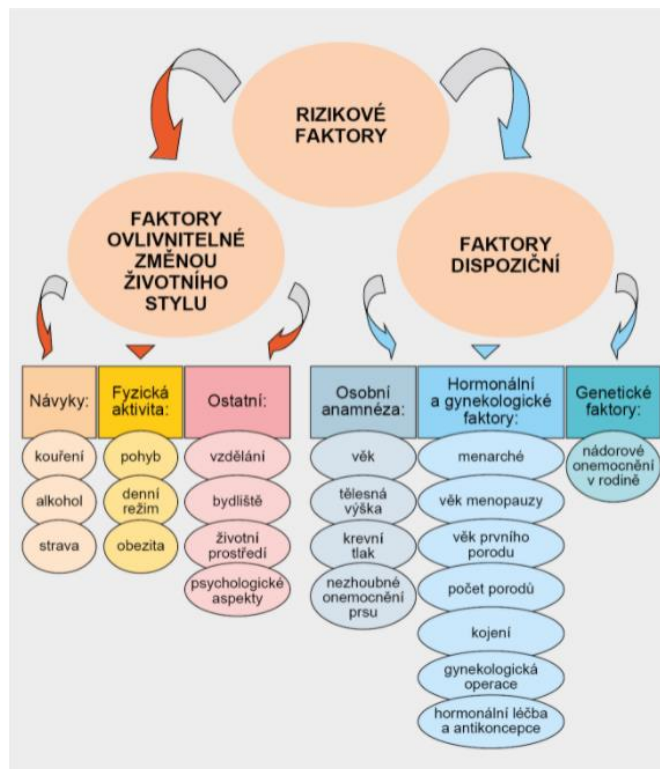 RIZIKOVÉ
FAKTORY
FAKTORY
OVLIVNITELNÉ
ZMĚNOU
ŽIVOTNÍHO
STYLU
FAKTORY
DISPOZIČNÍ
Návyky:
kouření
alkohol
strava
Fyzická
aktivita:
pohyb
denní
režim
obezita
Ostatní:
vzdělání
bydliště
životní
prostředí
psychologické
aspekty
Osobní
anamnéza:
věk
tělesná
výška
krevní
tlak
nezhoubné
onemocnění
prsu
Hormonální
a gynekologické
faktory:
menarché
věk menopauzy
věk prvního
porodu
počet porodů
kojení
gynekologická
operace
hormonální léčba
a antikoncepce
Genetické
faktory:
nádorové
onemocnění
v rodině